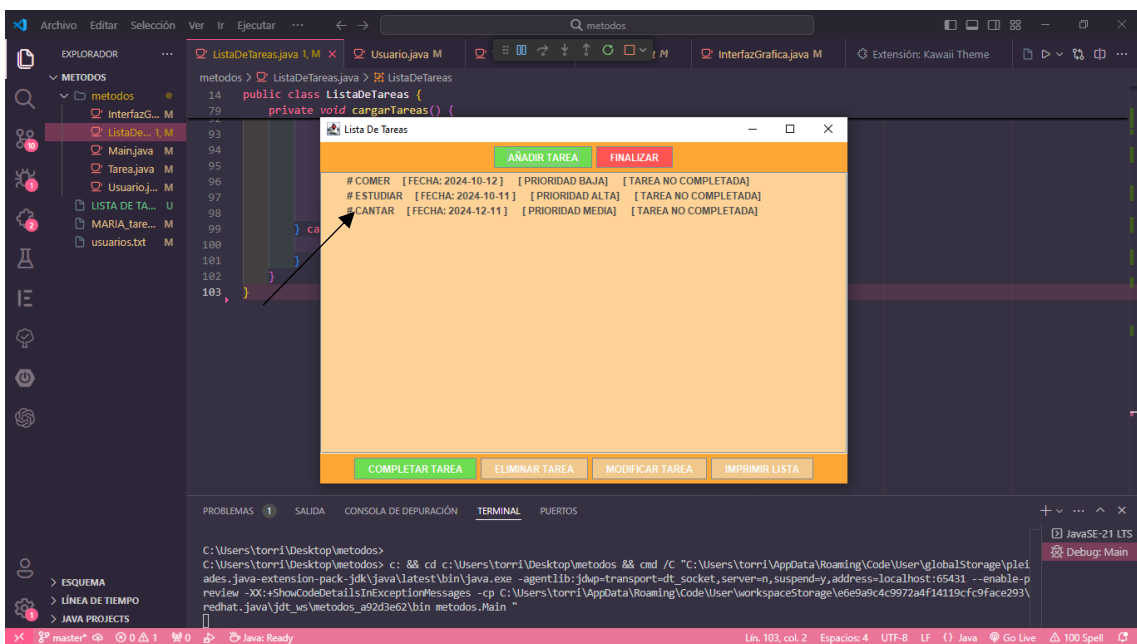 Archivo Editar Selección Ver Ir Ejecutar ··· metodos
EXPLORADOR ···
METODOS
metodos
InterfazG... M
ListaDe... 1, M
Main.java M
Tarea.java M
Usuario.j... M
LISTA DE TA... U
MARIA_tare... M
usuarios.txt M
ESQUEMA
LÍNEA DE TIEMPO
JAVA PROJECTS
10
1
2
1
ListaDeTareas.java 1, M Usuario.java M M InterfazGrafica.java M Extensión: Kawaii Theme
metodos > ListaDeTareas.java > ListaDeTareas
14 public class ListaDeTareas {
79 private void cargarTareas() {
93
94
95
96
97
98
99 } ca
100
101 }
102 }
103 }
Lista De Tareas
AÑADIR TAREA FINALIZAR
# COMER [ FECHA: 2024-10-12 ] [ PRIORIDAD BAJA] [ TAREA NO COMPLETADA]
# ESTUDIAR [ FECHA: 2024-10-11 ] [ PRIORIDAD ALTA] [ TAREA NO COMPLETADA]
# CANTAR [ FECHA: 2024-12-11 ] [ PRIORIDAD MEDIA] [ TAREA NO COMPLETADA]
COMPLETAR TAREA ELIMINAR TAREA MODIFICAR TAREA IMPRIMIR LISTA
PROBLEMAS 1 SALIDA CONSOLA DE DEPURACIÓN TERMINAL PUERTOS
JavaSE-21 LTS
Debug: Main
C:\Users\torri\Desktop\metodos>
C:\Users\torri\Desktop\metodos> c: && cd c:\Users\torri\Desktop\metodos && cmd /C "C:\Users\torri\AppData\Roaming\Code\User\globalStorage\plei
ades.java-extension-pack-jdk\java\latest\bin\java.exe -agentlib:jdwp=transport=dt_socket,server=n,suspend=y,address=localhost:65431 --enable-p
review -XX:+ShowCodeDetailsInExceptionMessages -cp C:\Users\torri\AppData\Roaming\Code\User\workspaceStorage\e6e9a9c4c9972a4f14119cfc9face293\
redhat.java\jdt_ws\metodos_a92d3e62\bin metodos.Main "
master* 0 1 0 Java: Ready Lín. 103, col. 2 Espacios: 4 UTF-8 LF {} Java Go Live 100 Spell